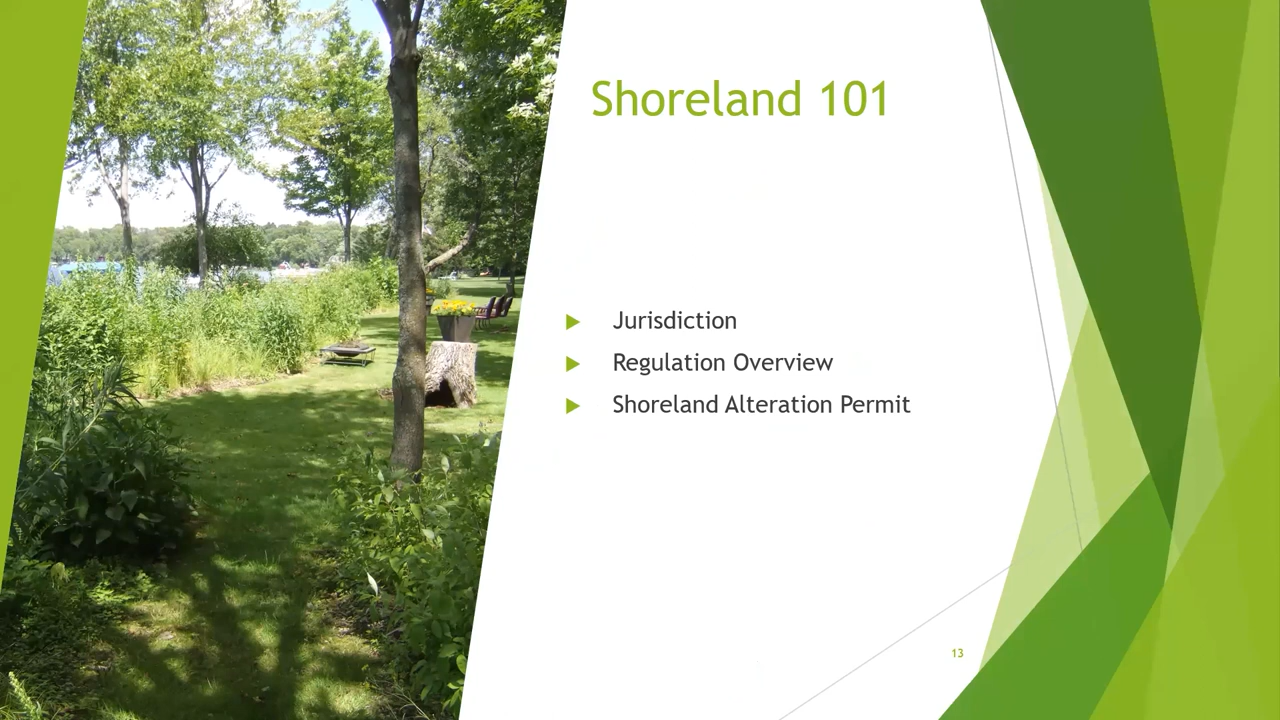 Shoreland 101
Jurisdiction
Regulation Overview
Shoreland Alteration Permit
13